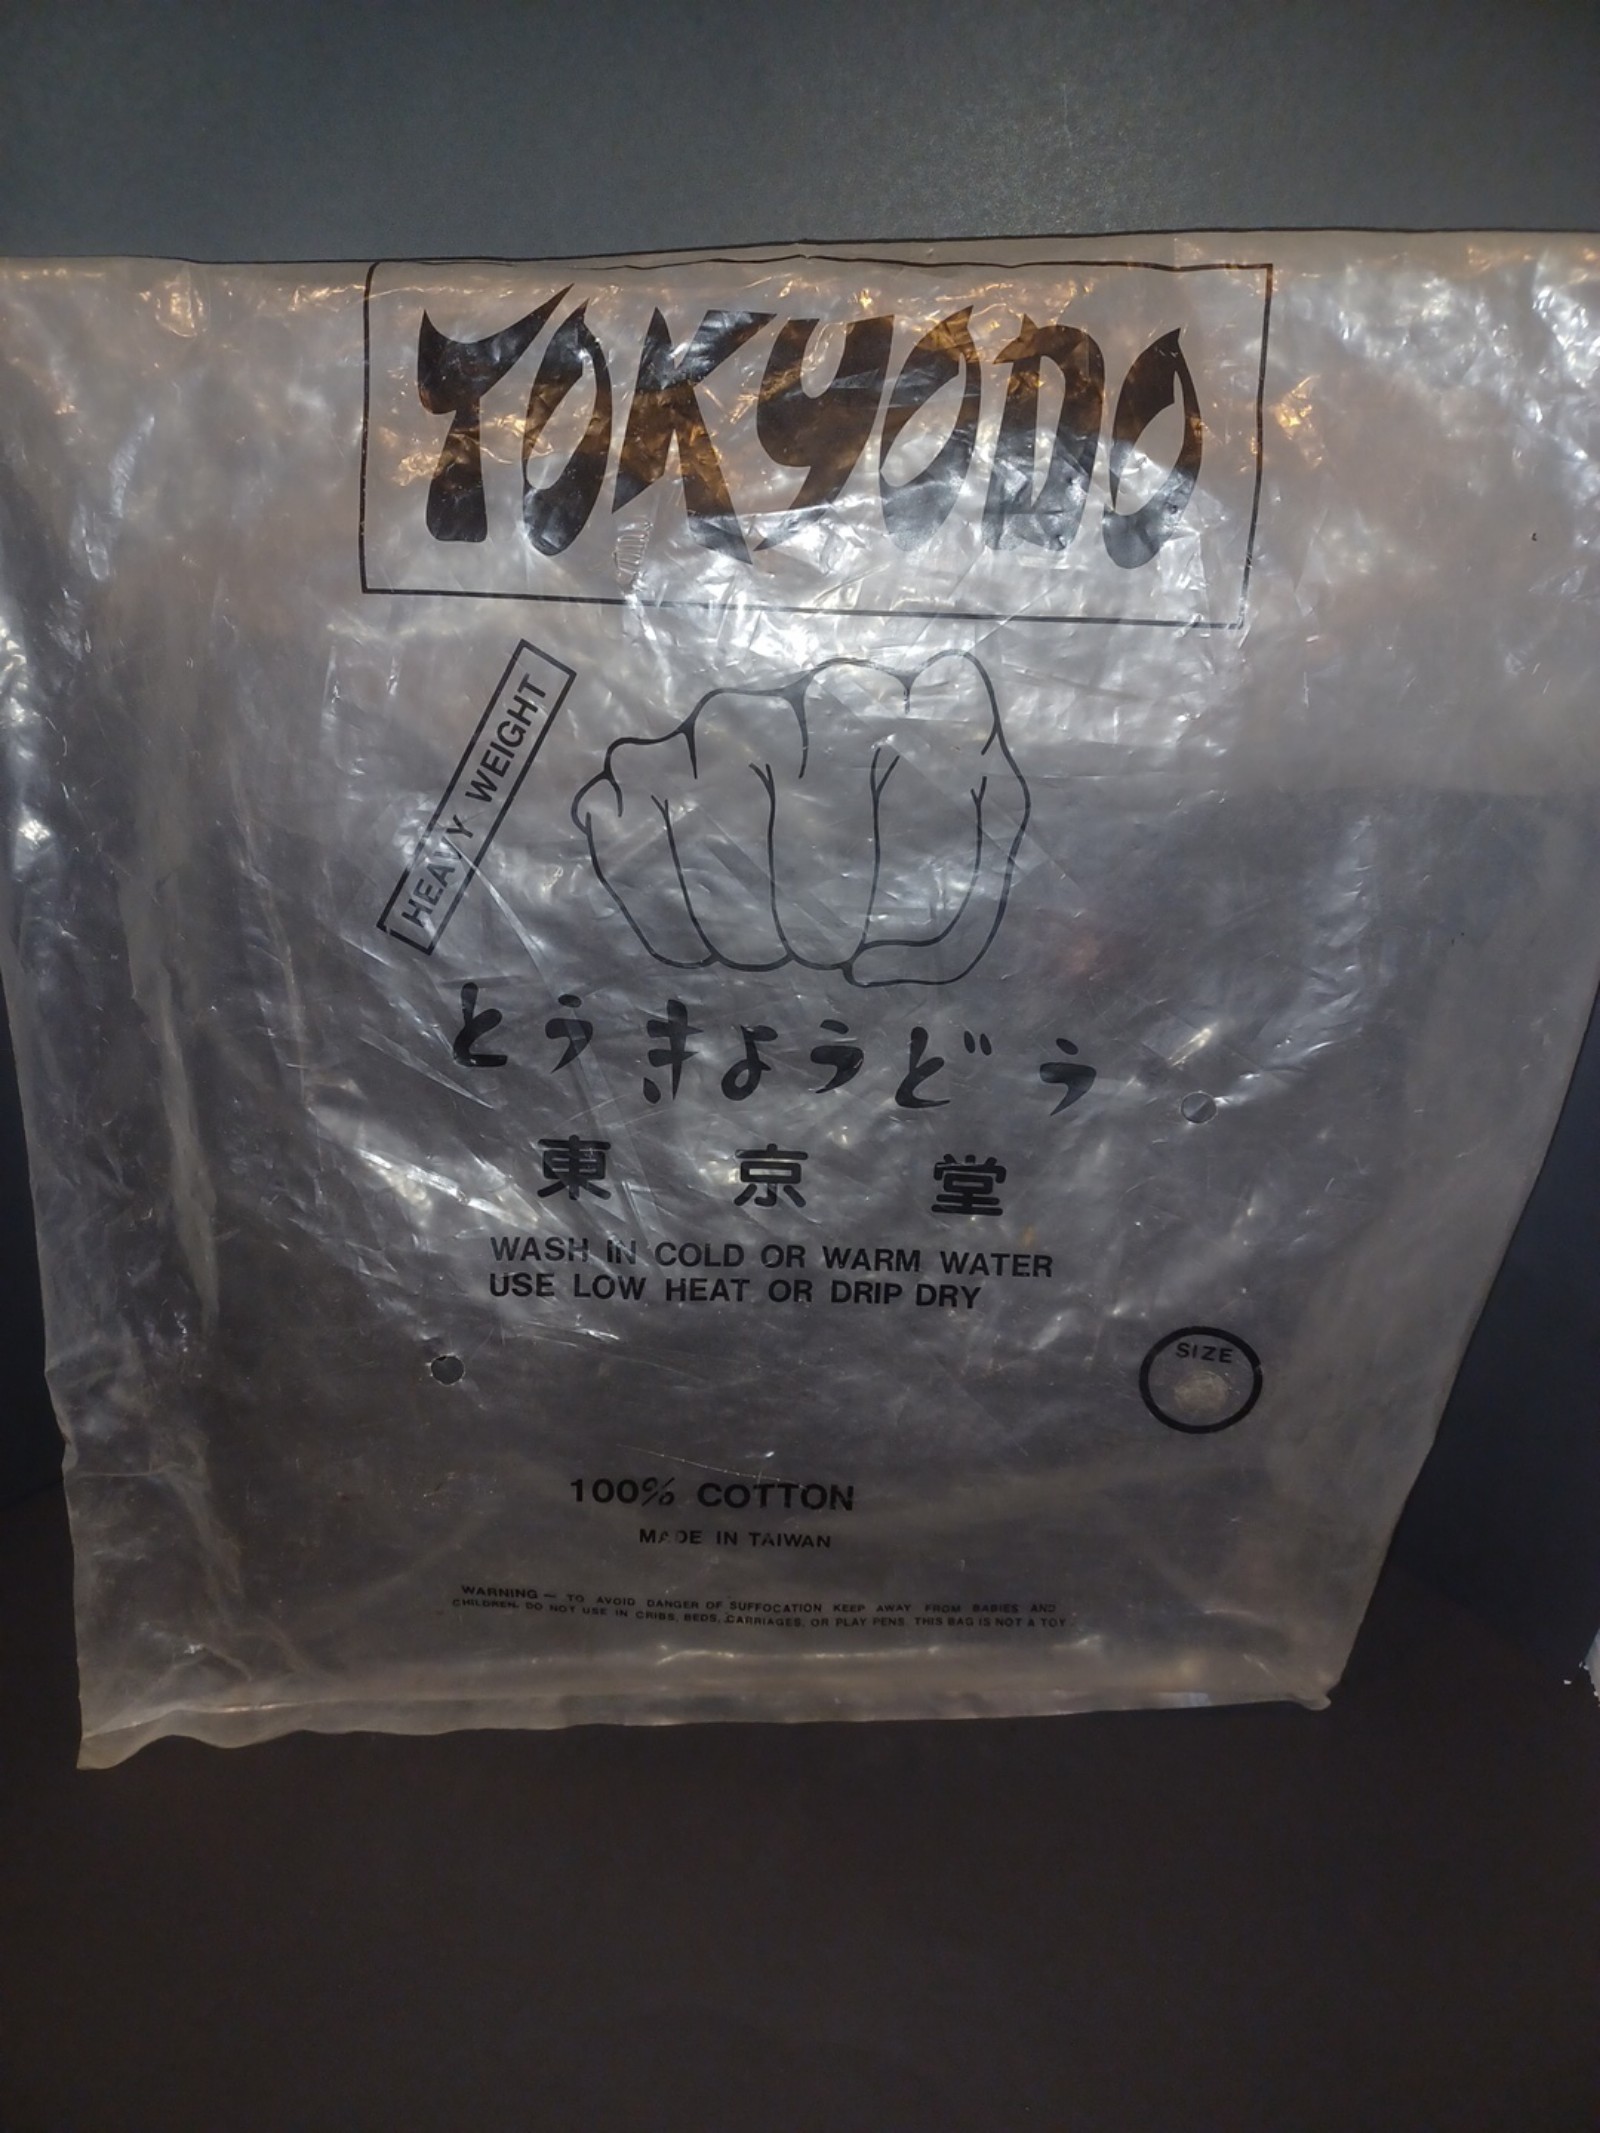 TOKYODO
HEAVY WEIGHT
とうきょうどう
東京堂
WASH IN COLD OR WARM WATER
USE LOW HEAT OR DRIP DRY
SIZE
100% COTTON
MADE IN TAIWAN
WARNING — TO AVOID DANGER OF SUFFOCATION KEEP AWAY FROM BABIES AND
CHILDREN. DO NOT USE IN CRIBS, BEDS, CARRIAGES, OR PLAY PENS. THIS BAG IS NOT A TOY.